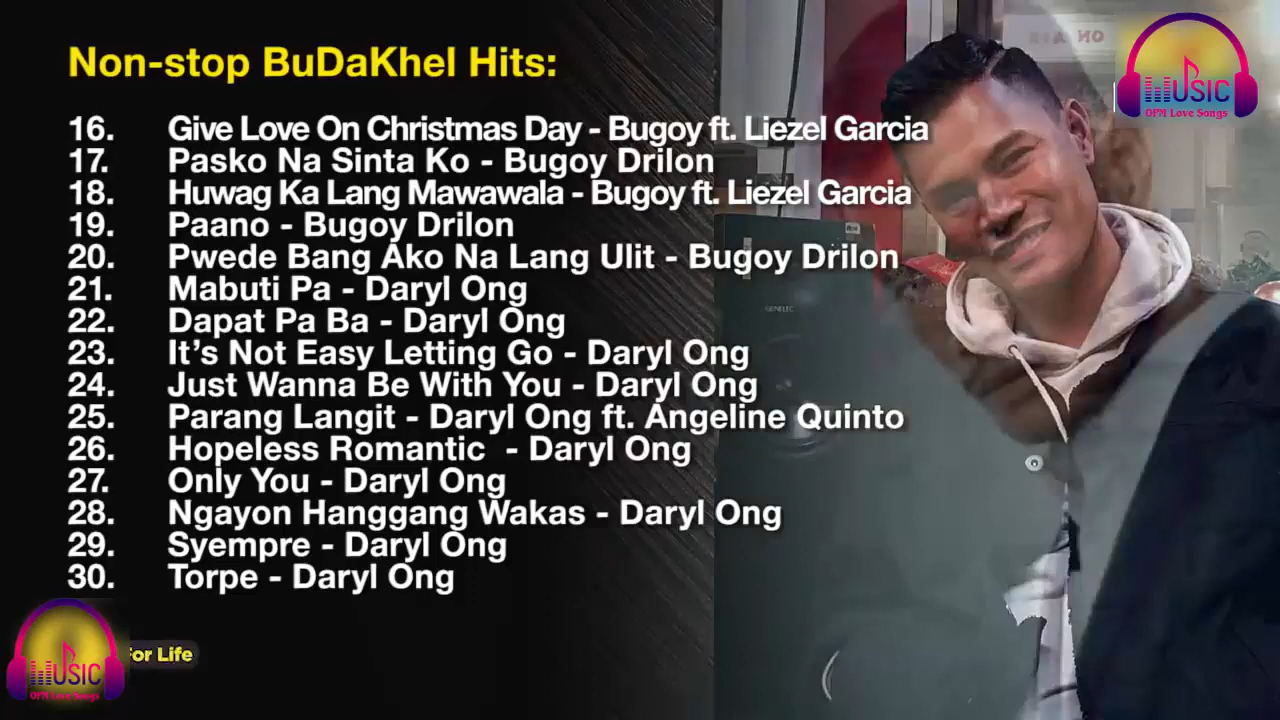 Non-stop BuDaKhel Hits:
16. Give Love On Christmas Day - Bugoy ft. Liezel Garcia
17. Pasko Na Sinta Ko - Bugoy Drilon
18. Huwag Ka Lang Mawawala - Bugoy ft. Liezel Garcia
19. Paano - Bugoy Drilon
20. Pwede Bang Ako Na Lang Ulit - Bugoy Drilon
21. Mabuti Pa - Daryl Ong
22. Dapat Pa Ba - Daryl Ong
23. It’s Not Easy Letting Go - Daryl Ong
24. Just Wanna Be With You - Daryl Ong
25. Parang Langit - Daryl Ong ft. Angeline Quinto
26. Hopeless Romantic - Daryl Ong
27. Only You - Daryl Ong
28. Ngayon Hanggang Wakas - Daryl Ong
29. Syempre - Daryl Ong
30. Torpe - Daryl Ong
MUSIC
OPM Love Songs
ON AIR
GENELEC
MUSIC
OPM Love Songs
For Life